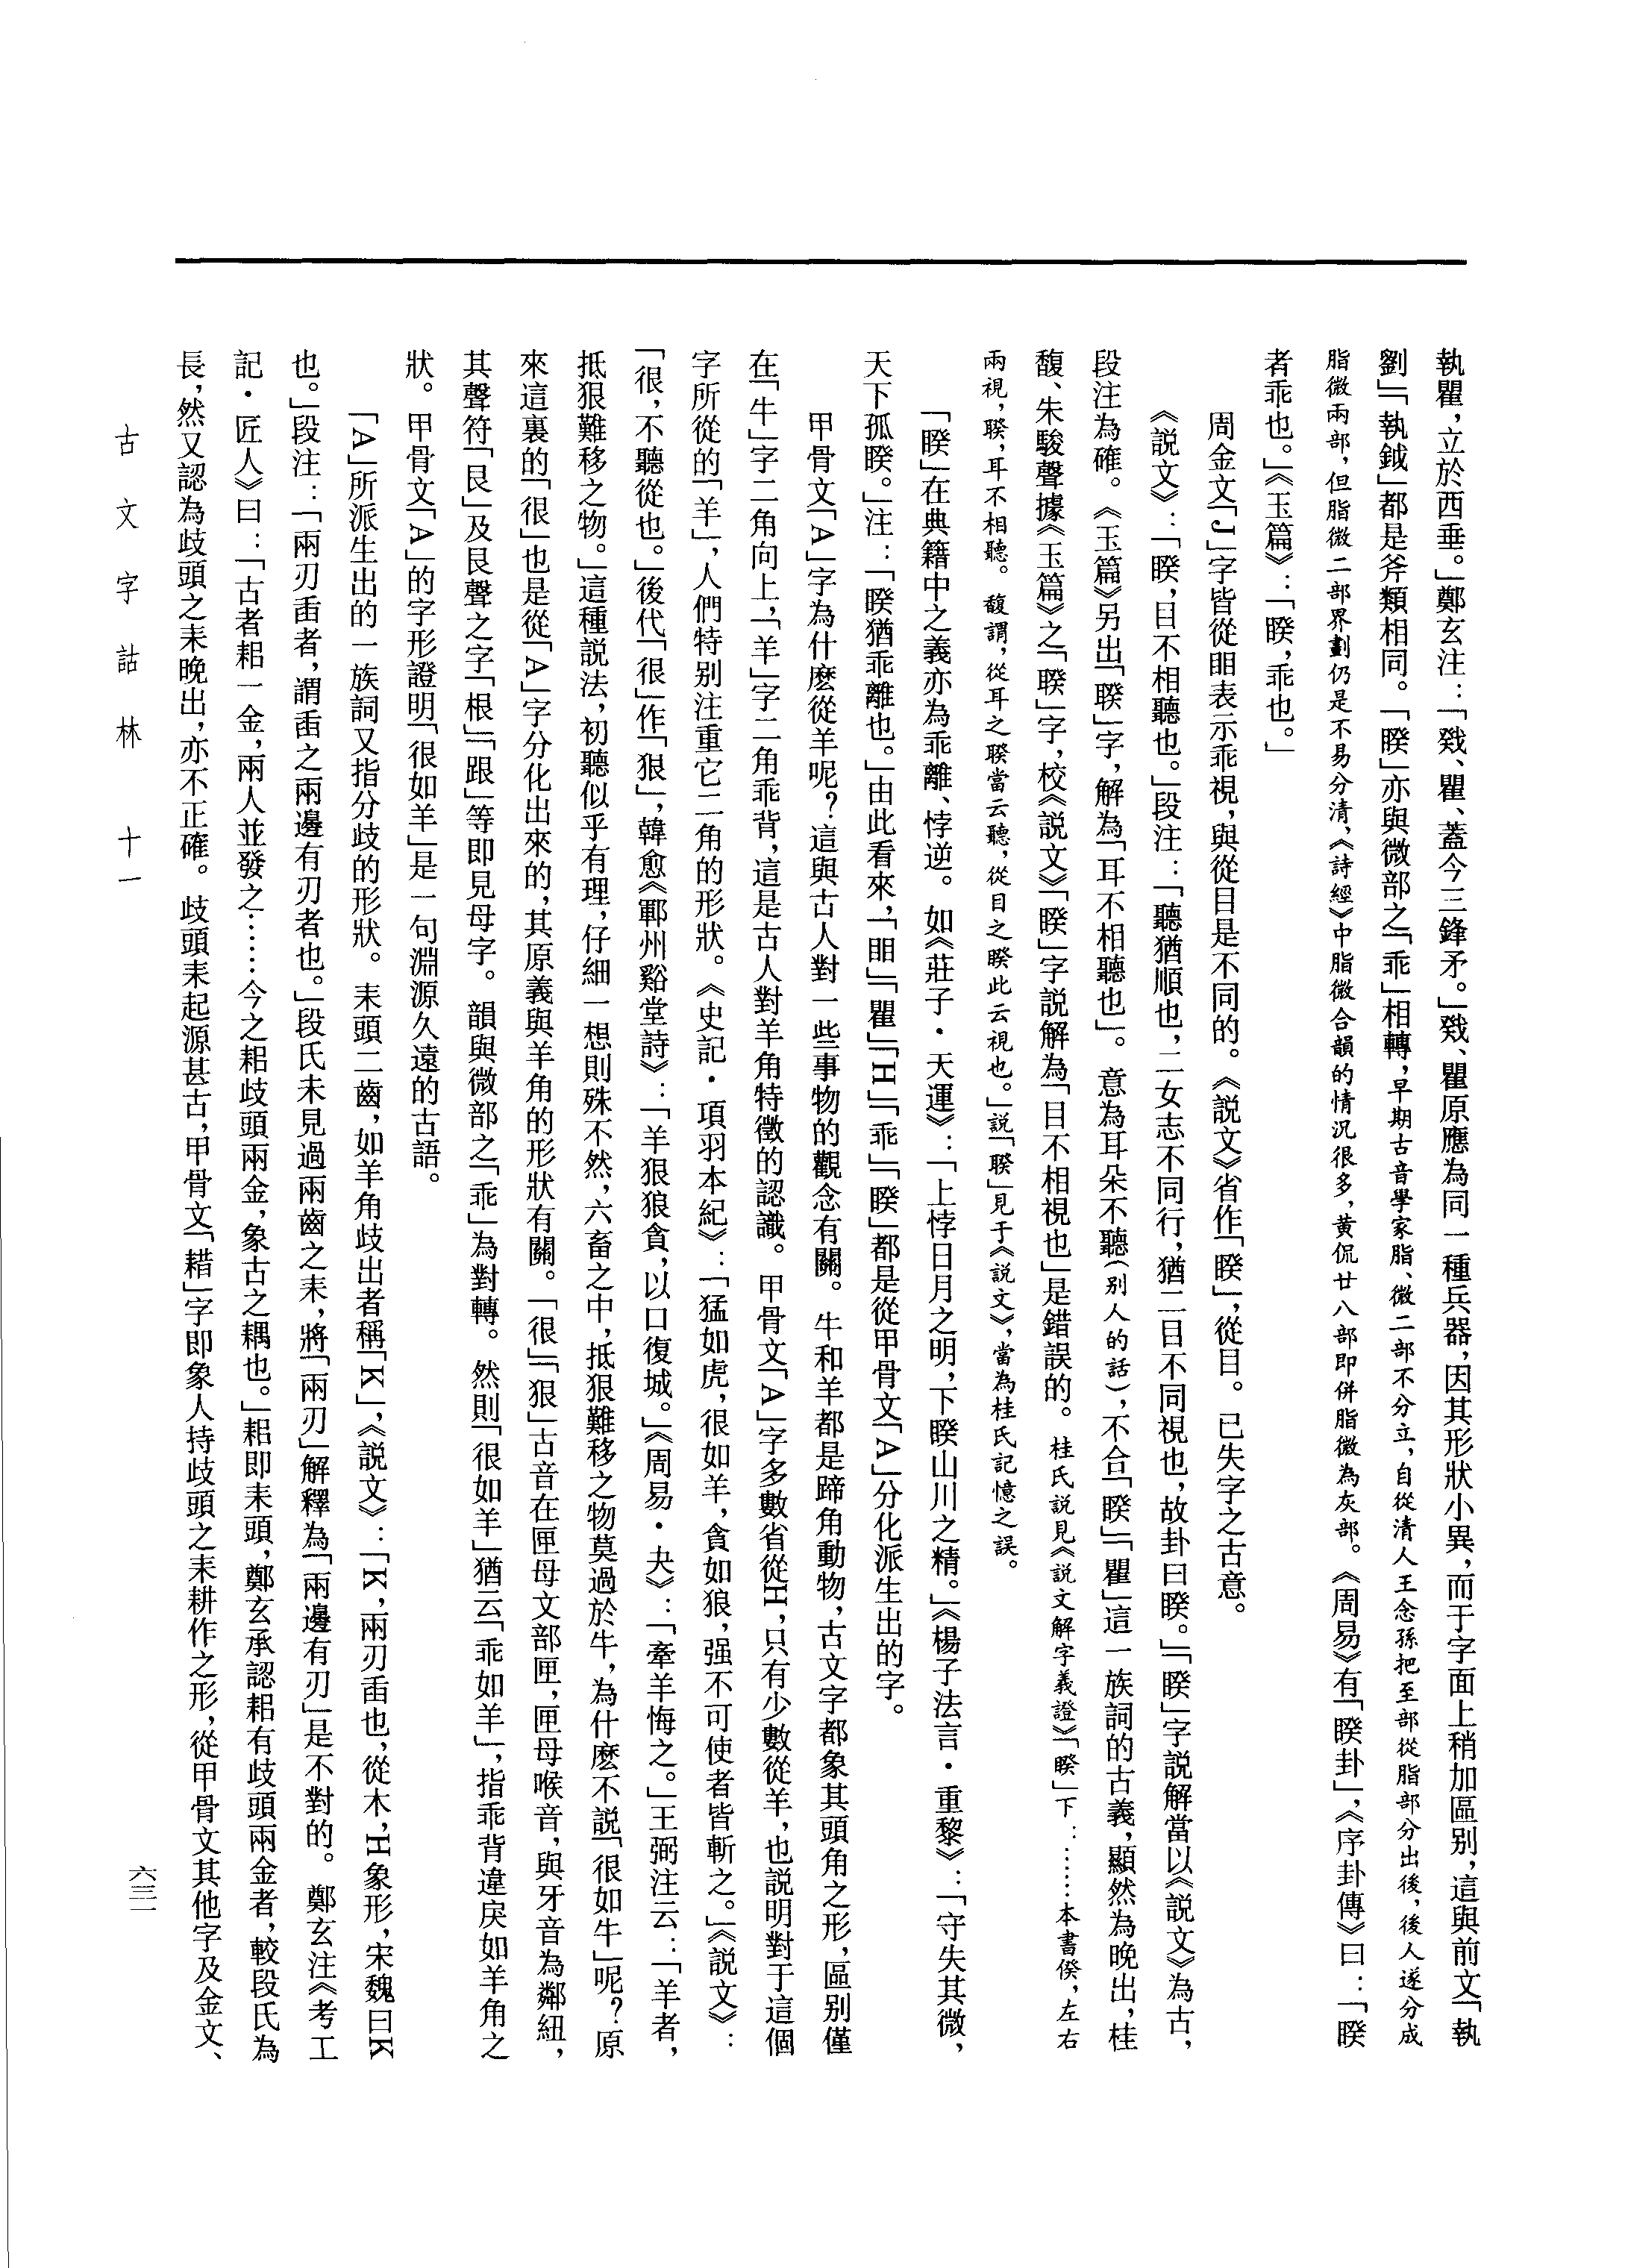 執瞿，立於西垂。」鄭玄注：「戣、瞿、蓋今三鋒矛。」戣、瞿原應為同一種兵器，因其形狀小異，而于字面上稍加區别，這與前文「執
劉」「執鉞」都是斧類相同。「睽」亦與微部之「乖」相轉，早期古音學家脂、微二部不分立，自從清人王念孫把至部從脂部分出後，後人遂分成
脂微兩部，但脂微二部界劃仍是不易分清，《詩經》中脂微合韻的情況很多，黄侃廿八部即併脂微為灰部。《周易》有「睽卦」，《序卦傳》曰：「睽
者乖也。」《玉篇》：「睽，乖也。」
周金文「J」字皆從䀠表示乖視，與從目是不同的。《説文》省作「睽」，從目。已失字之古意。
《説文》：「睽，目不相聽也。」段注：「聽猶順也，二女志不同行，猶二目不同視也，故卦曰睽。」「睽」字説解當以《説文》為古，
段注為確。《玉篇》另出「聧」字，解為「耳不相聽也」。意為耳朵不聽（别人的話），不合「睽」「瞿」這一族詞的古義，顯然為晚出，桂
馥、朱駿聲據《玉篇》之「聧」字，校《説文》「睽」字説解為「目不相視也」是錯誤的。桂氏説見《説文解字義證》「睽」下：……本書傒，左右
兩視，聧，耳不相聽。馥謂，從耳之聧當云聽，從目之睽此云視也。」説「聧」見于《説文》，當為桂氏記憶之誤。
「睽」在典籍中之義亦為乖離、悖逆。如《莊子·天運》：「上悖日月之明，下睽山川之精。」《楊子法言·重黎》：「守失其微，
天下孤睽。」注：「睽猶乖離也。」由此看來，「䀠」「瞿」「H」「乖」「睽」都是從甲骨文「A」分化派生出的字。
甲骨文「A」字為什麽從羊呢？這與古人對一些事物的觀念有關。牛和羊都是蹄角動物，古文字都象其頭角之形，區别僅
在「牛」字二角向上，「羊」字二角乖背，這是古人對羊角特徵的認識。甲骨文「A」字多數省從H，只有少數從羊，也説明對于這個
字所從的「羊」，人們特别注重它二角的形狀。《史記·項羽本紀》：「猛如虎，很如羊，貪如狼，强不可使者皆斬之。」《説文》：
「很，不聽從也。」後代「很」作「狠」，韓愈《鄆州谿堂詩》：「羊狠狼貪，以口復城。」《周易·夬》：「牽羊悔之。」王弼注云：「羊者，
抵狠難移之物。」這種説法，初聽似乎有理，仔細一想則殊不然，六畜之中，抵狠難移之物莫過於牛，為什麽不説「很如牛」呢？原
來這裏的「很」也是從「A」字分化出來的，其原義與羊角的形狀有關。「很」「狠」古音在匣母文部匣，匣母喉音，與牙音為鄰紐，
其聲符「艮」及艮聲之字「根」「跟」等即見母字。韻與微部之「乖」為對轉。然則「很如羊」猶云「乖如羊」，指乖背違戾如羊角之
狀。甲骨文「A」的字形證明「很如羊」是一句淵源久遠的古語。
「A」所派生出的一族詞又指分歧的形狀。耒頭二齒，如羊角歧出者稱「K」，《説文》：「K，兩刃臿也，從木，H象形，宋魏曰K
也。」段注：「兩刃臿者，謂臿之兩邊有刃者也。」段氏未見過兩齒之耒，將「兩刃」解釋為「兩邊有刃」是不對的。鄭玄注《考工
記·匠人》曰：「古者耜一金，兩人並發之……今之耜歧頭兩金，象古之耦也。」耜即耒頭，鄭玄承認耜有歧頭兩金者，較段氏為
長，然又認為歧頭之耒晚出，亦不正確。歧頭耒起源甚古，甲骨文「耤」字即象人持歧頭之耒耕作之形，從甲骨文其他字及金文、
古文字詁林 十一
六三一